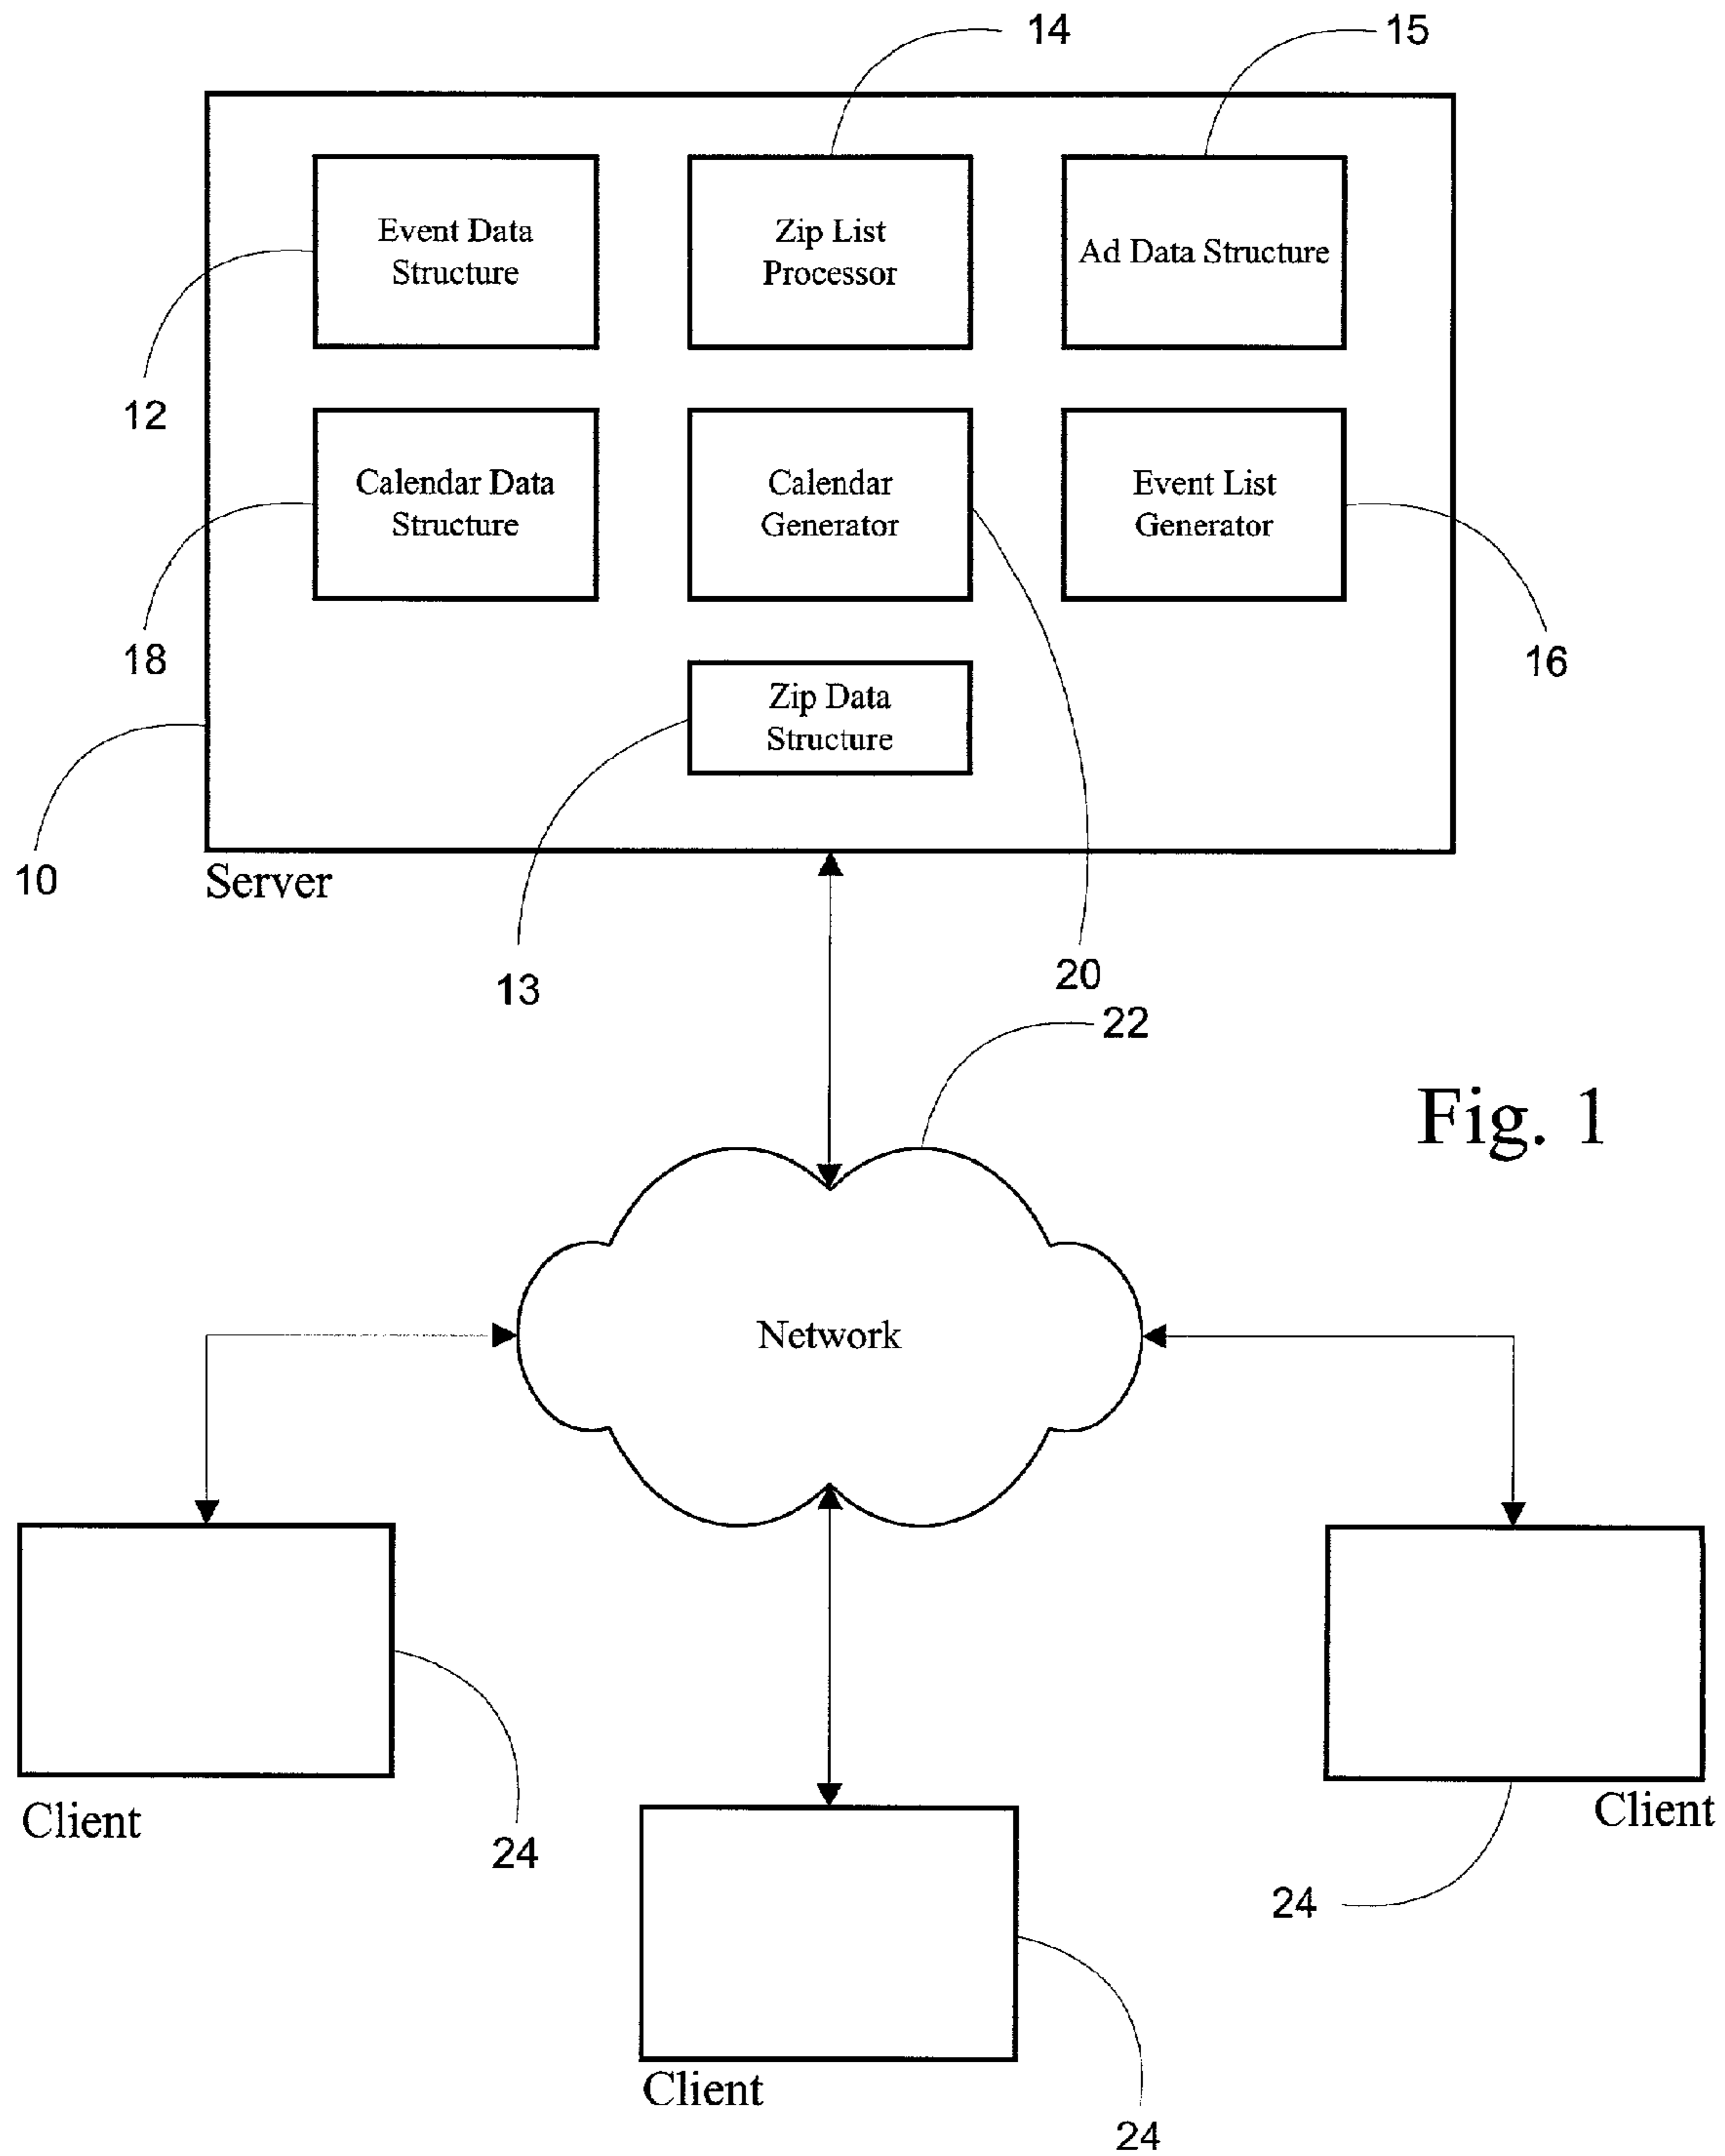 14
15
Event Data
Structure
Zip List
Processor
Ad Data Structure
12
Calendar Data
Structure
Calendar
Generator
Event List
Generator
18
16
Zip Data
Structure
10
Server
13
20
22
Fig. 1
Network
Client
24
Client
24
Client
24